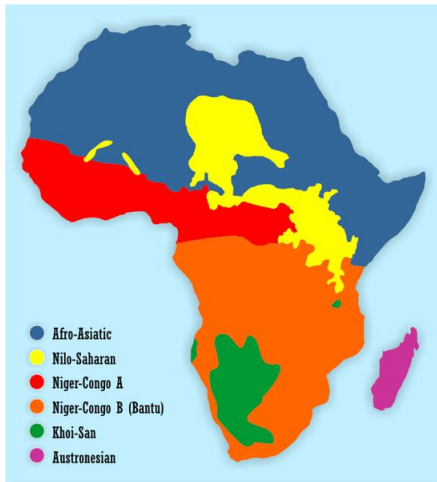 Afro-Asiatic
Nilo-Saharan
Niger-Congo A
Niger-Congo B (Bantu)
Khoi-San
Austronesian